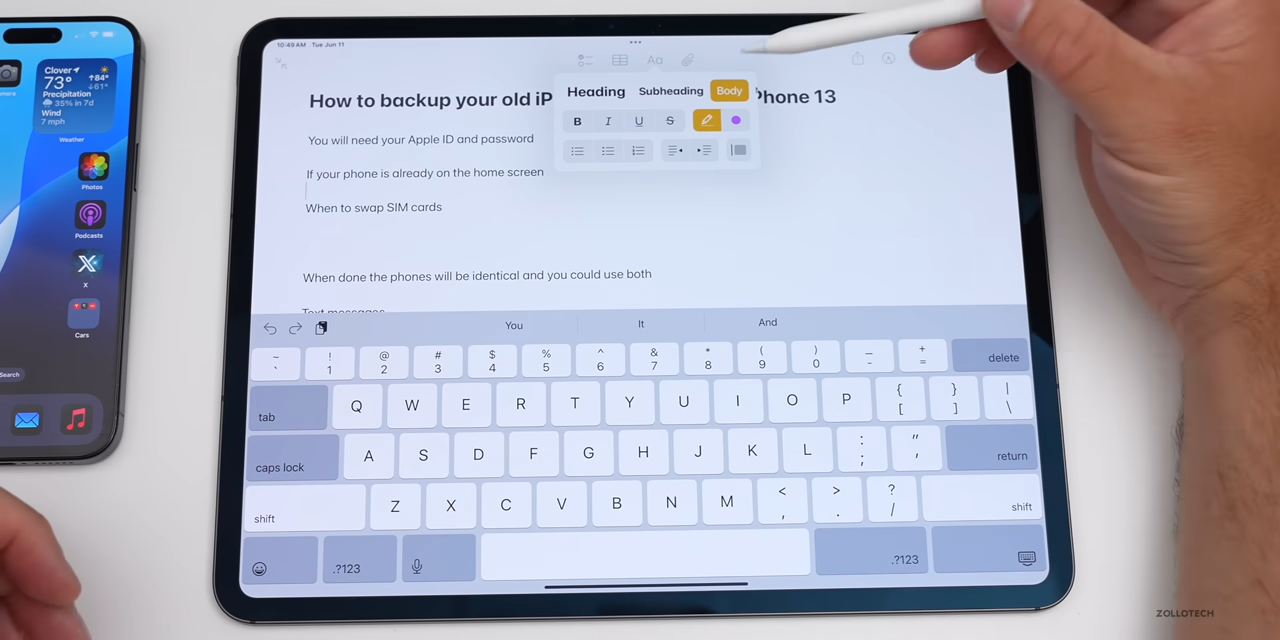 Clover
73°
↑84°
↓61°
Precipitation
35% in 7d
Wind
7 mph
Weather
Photos
Podcasts
X
Cars
Search
10:49 AM Tue Jun 11
Aa
Heading Subheading Body
B I U S
How to backup your old iP hone 13
You will need your Apple ID and password
If your phone is already on the home screen
When to swap SIM cards
When done the phones will be identical and you could use both
Text messages
You It And
~ ! @ # $ % ^ & * ( ) _ +
` 1 2 3 4 5 6 7 8 9 0 - = delete
tab Q W E R T Y U I O P { [ } ] | \
caps lock A S D F G H J K L : ; " ' return
shift Z X C V B N M < , > . ? / shift
.?123 .?123
ZOLLOTECH